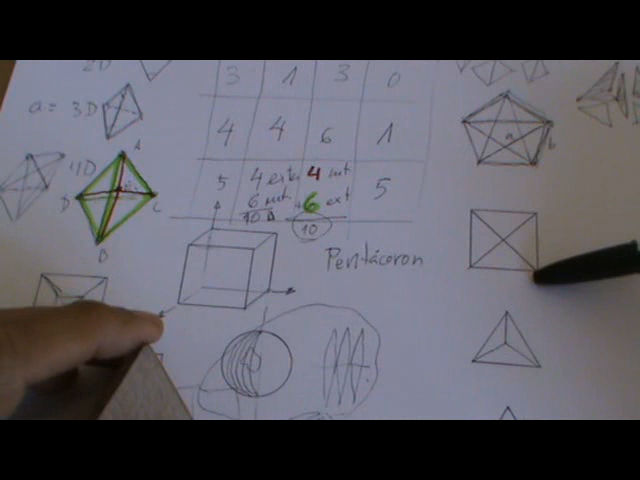 2D
3 1 3 0
a = 3D
4 4 6 1
a b
5 4 ext 4 int 5
6 int +6 ext
10 10
4D
A
D C
B
Pentácoron